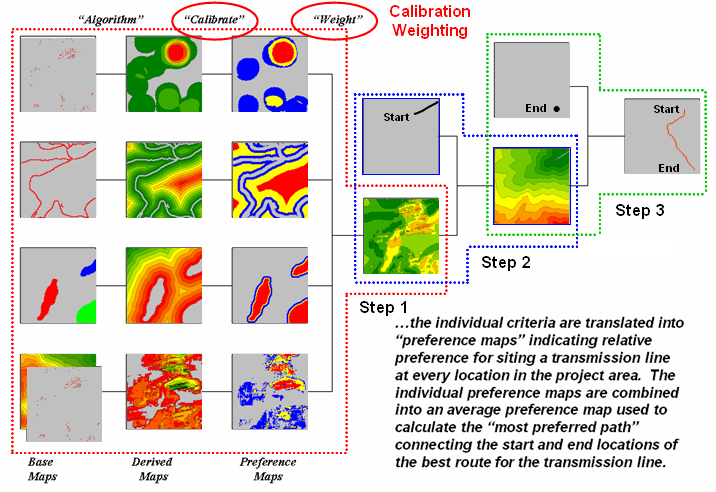 "Algorithm" "Calibrate" "Weight" Calibration
Weighting
Start
End
Start
End
Step 3
Step 2
Step 1
…the individual criteria are translated into
"preference maps" indicating relative
preference for siting a transmission line
at every location in the project area. The
individual preference maps are combined
into an average preference map used to
calculate the "most preferred path"
connecting the start and end locations of
the best route for the transmission line.
Base
Maps
Derived
Maps
Preference
Maps